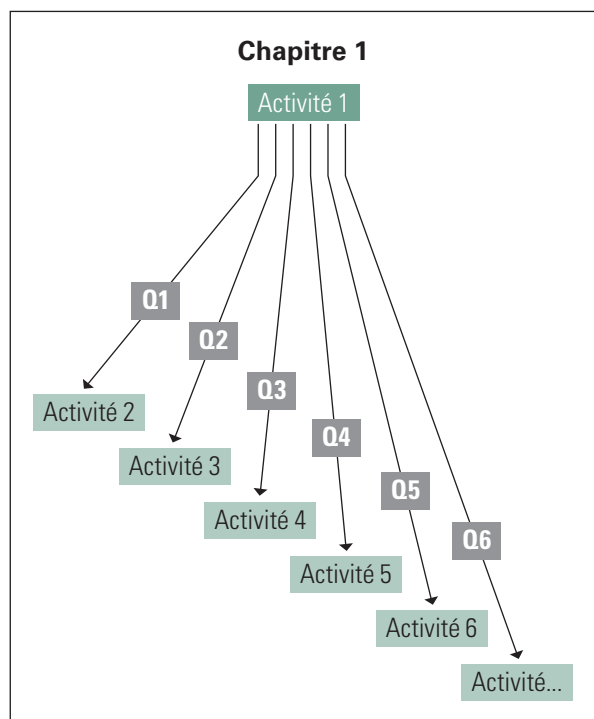 Chapitre 1
Activité 1
Q1
Q2
Q3
Q4
Q5
Q6
Activité 2
Activité 3
Activité 4
Activité 5
Activité 6
Activité...